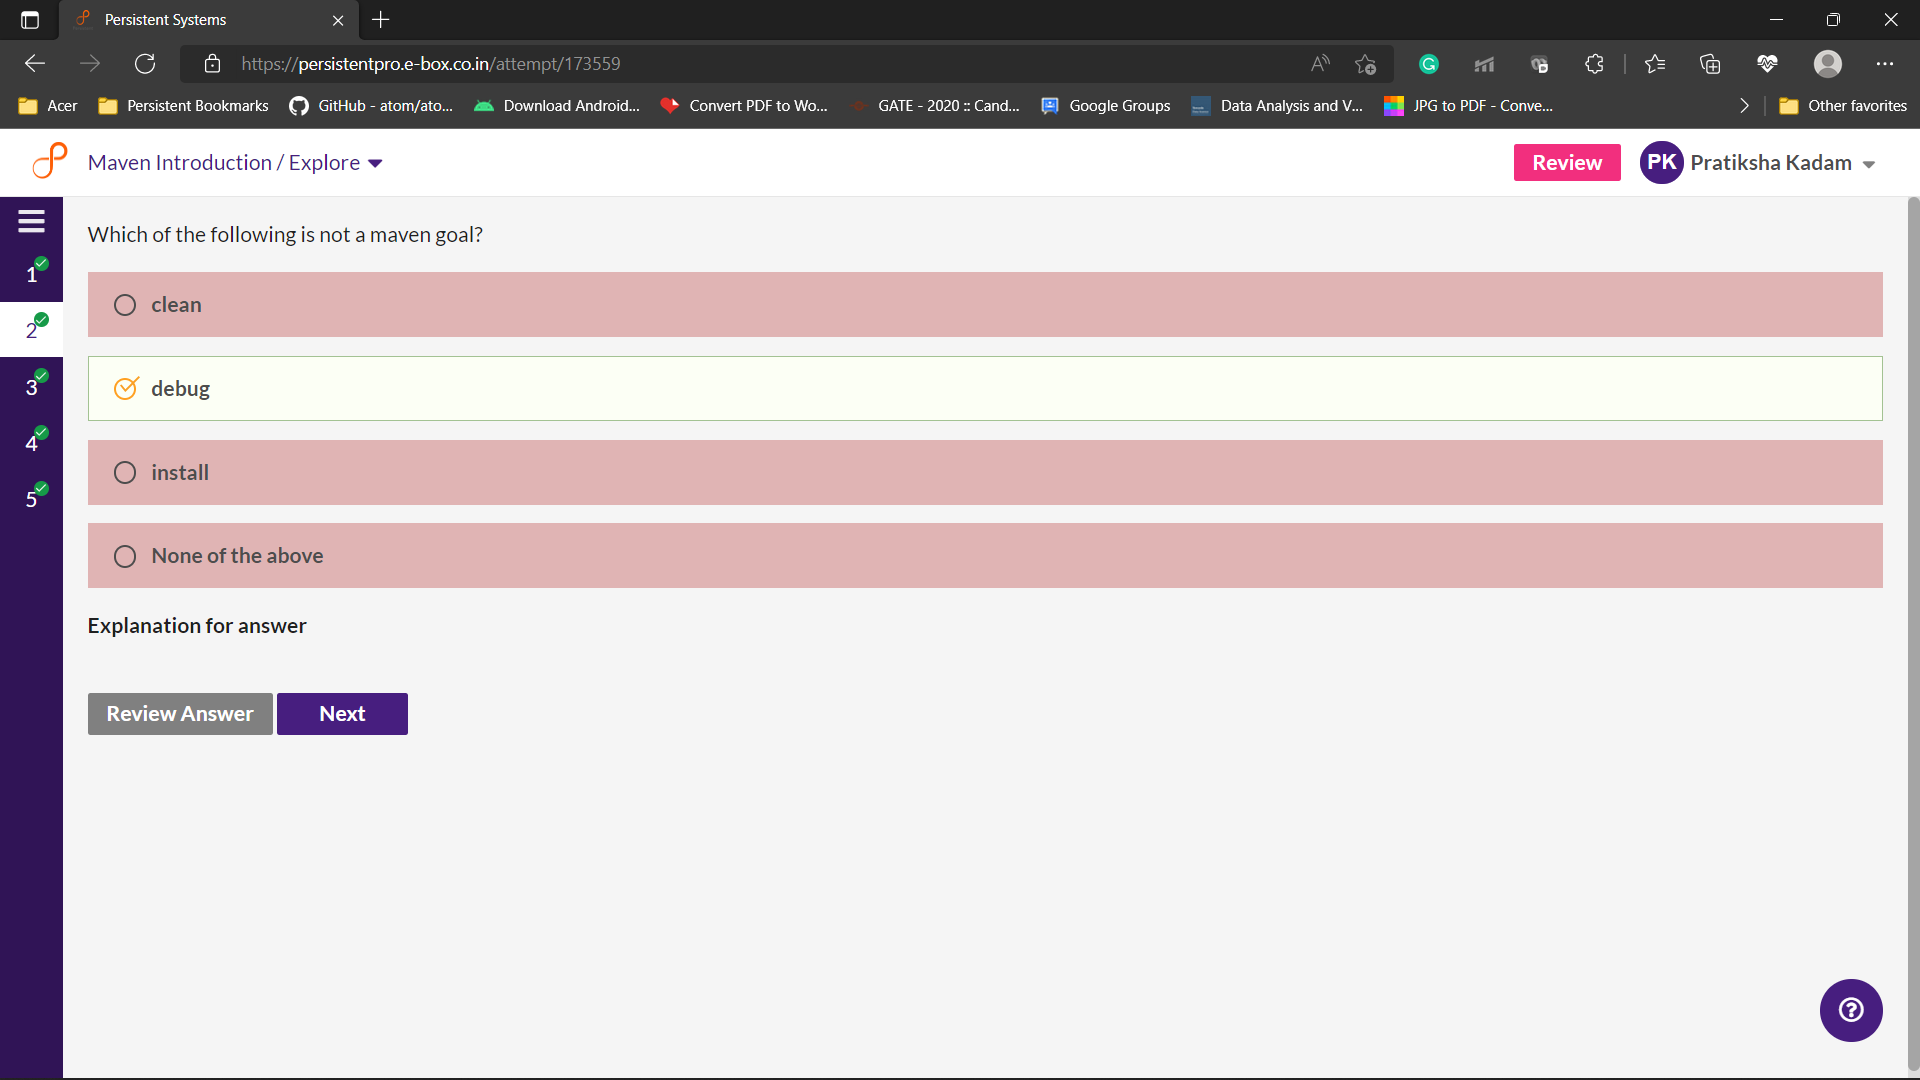 Persistent Systems
https://persistentpro.e-box.co.in/attempt/173559
Acer
Persistent Bookmarks
GitHub - atom/ato...
Download Android...
Convert PDF to Wo...
GATE - 2020 :: Cand...
Google Groups
Data Analysis and V...
JPG to PDF - Conve...
Other favorites
Maven Introduction / Explore
Review
PK
Pratiksha Kadam
Which of the following is not a maven goal?
1
clean
2
debug
3
4
install
5
None of the above
Explanation for answer
Review Answer
Next